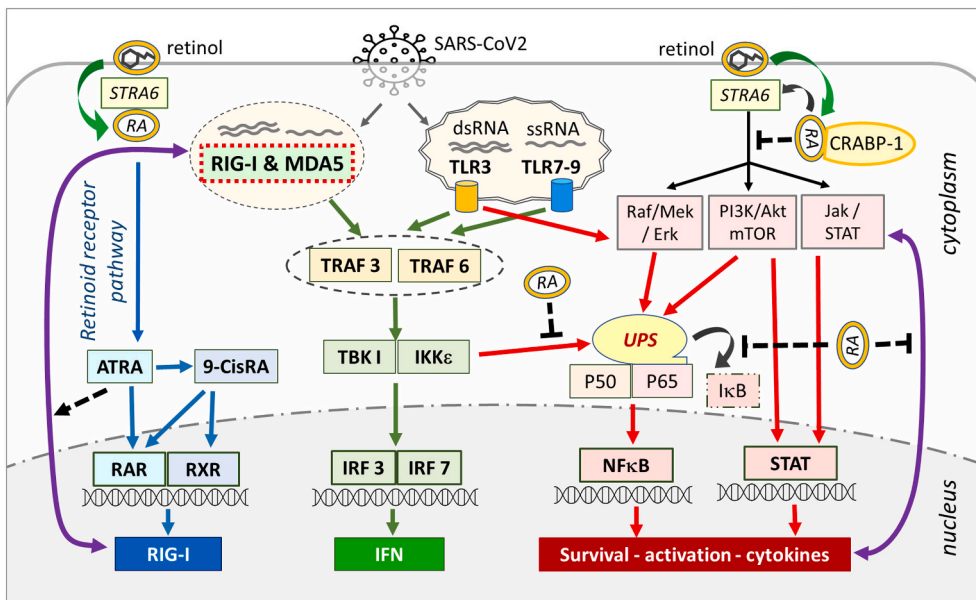 retinol
SARS-CoV2
retinol
STRA6
STRA6
RA
dsRNA ssRNA
RA
CRABP-1
RIG-I & MDA5
TLR3 TLR7-9
cytoplasm
Raf/Mek
/ Erk
PI3K/Akt
mTOR
Jak /
STAT
Retinoid receptor
pathway
TRAF 3
TRAF 6
RA
UPS
RA
ATRA
9-CisRA
TBK I
IKKε
P50
P65
IκB
RAR
RXR
IRF 3
IRF 7
NFκB
STAT
nucleus
RIG-I
IFN
Survival - activation - cytokines